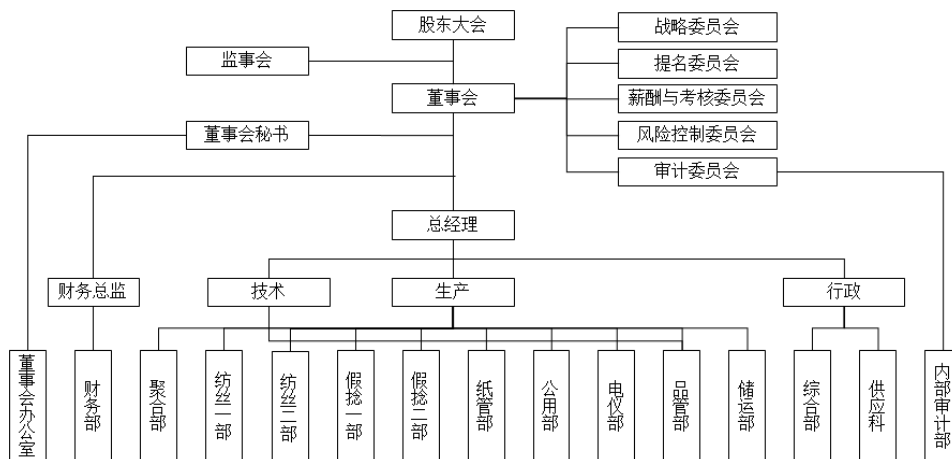 股东大会
战略委员会
监事会
提名委员会
董事会
薪酬与考核委员会
董事会秘书
风险控制委员会
审计委员会
总经理
财务总监
技术
生产
行政
董事会办公室
财务部
聚合部
纺丝一部
纺丝二部
假捻一部
假捻二部
纸管部
公用部
电仪部
品管部
储运部
综合部
供应科
内部审计部